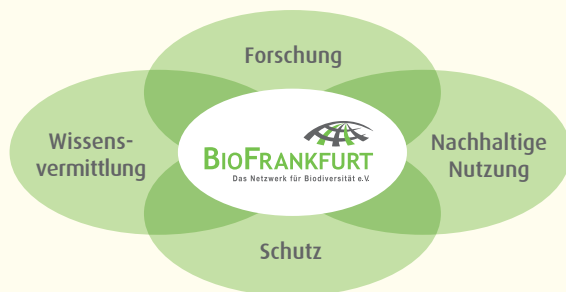 Forschung
Wissens-
vermittlung
BIOFRANKFURT
Das Netzwerk für Biodiversität e.V.
Nachhaltige
Nutzung
Schutz